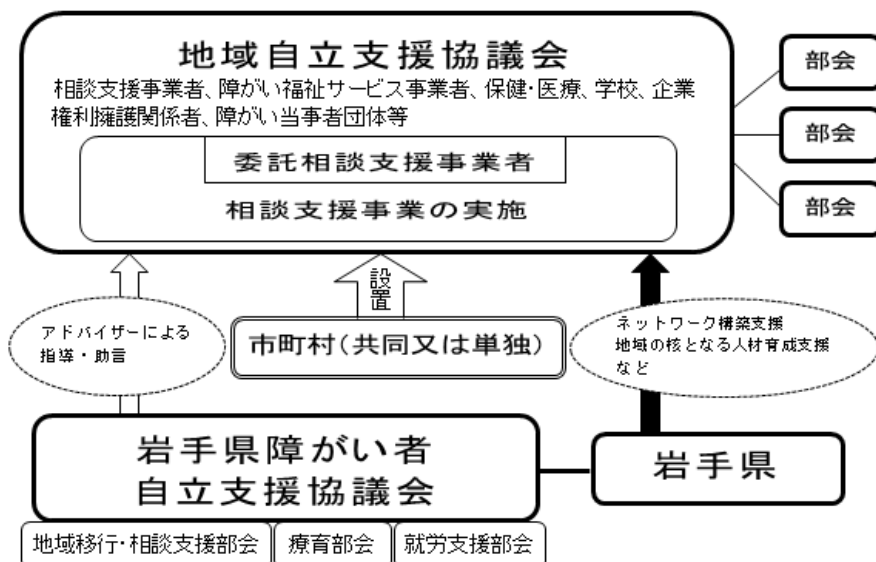 地域自立支援協議会
相談支援事業者、障がい福祉サービス事業者、保健・医療、学校、企業
権利擁護関係者、障がい当事者団体等
委託相談支援事業者
相談支援事業の実施
部会
部会
部会
設置
アドバイザーによる
指導・助言
市町村(共同又は単独)
ネットワーク構築支援
地域の核となる人材育成支援
など
岩手県障がい者
自立支援協議会
岩手県
地域移行・相談支援部会
療育部会
就労支援部会